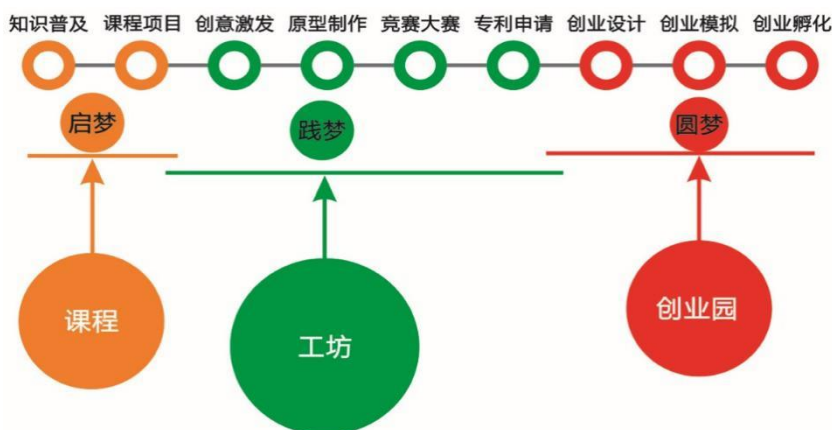 知识普及 课程项目 创意激发 原型制作 竞赛大赛 专利申请 创业设计 创业模拟 创业孵化
启梦 践梦 圆梦
课程 工坊 创业园